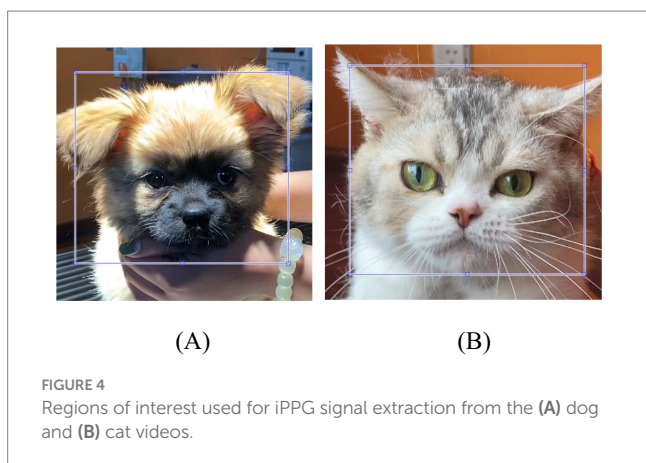 (A)
(B)
FIGURE 4
Regions of interest used for iPPG signal extraction from the (A) dog
and (B) cat videos.